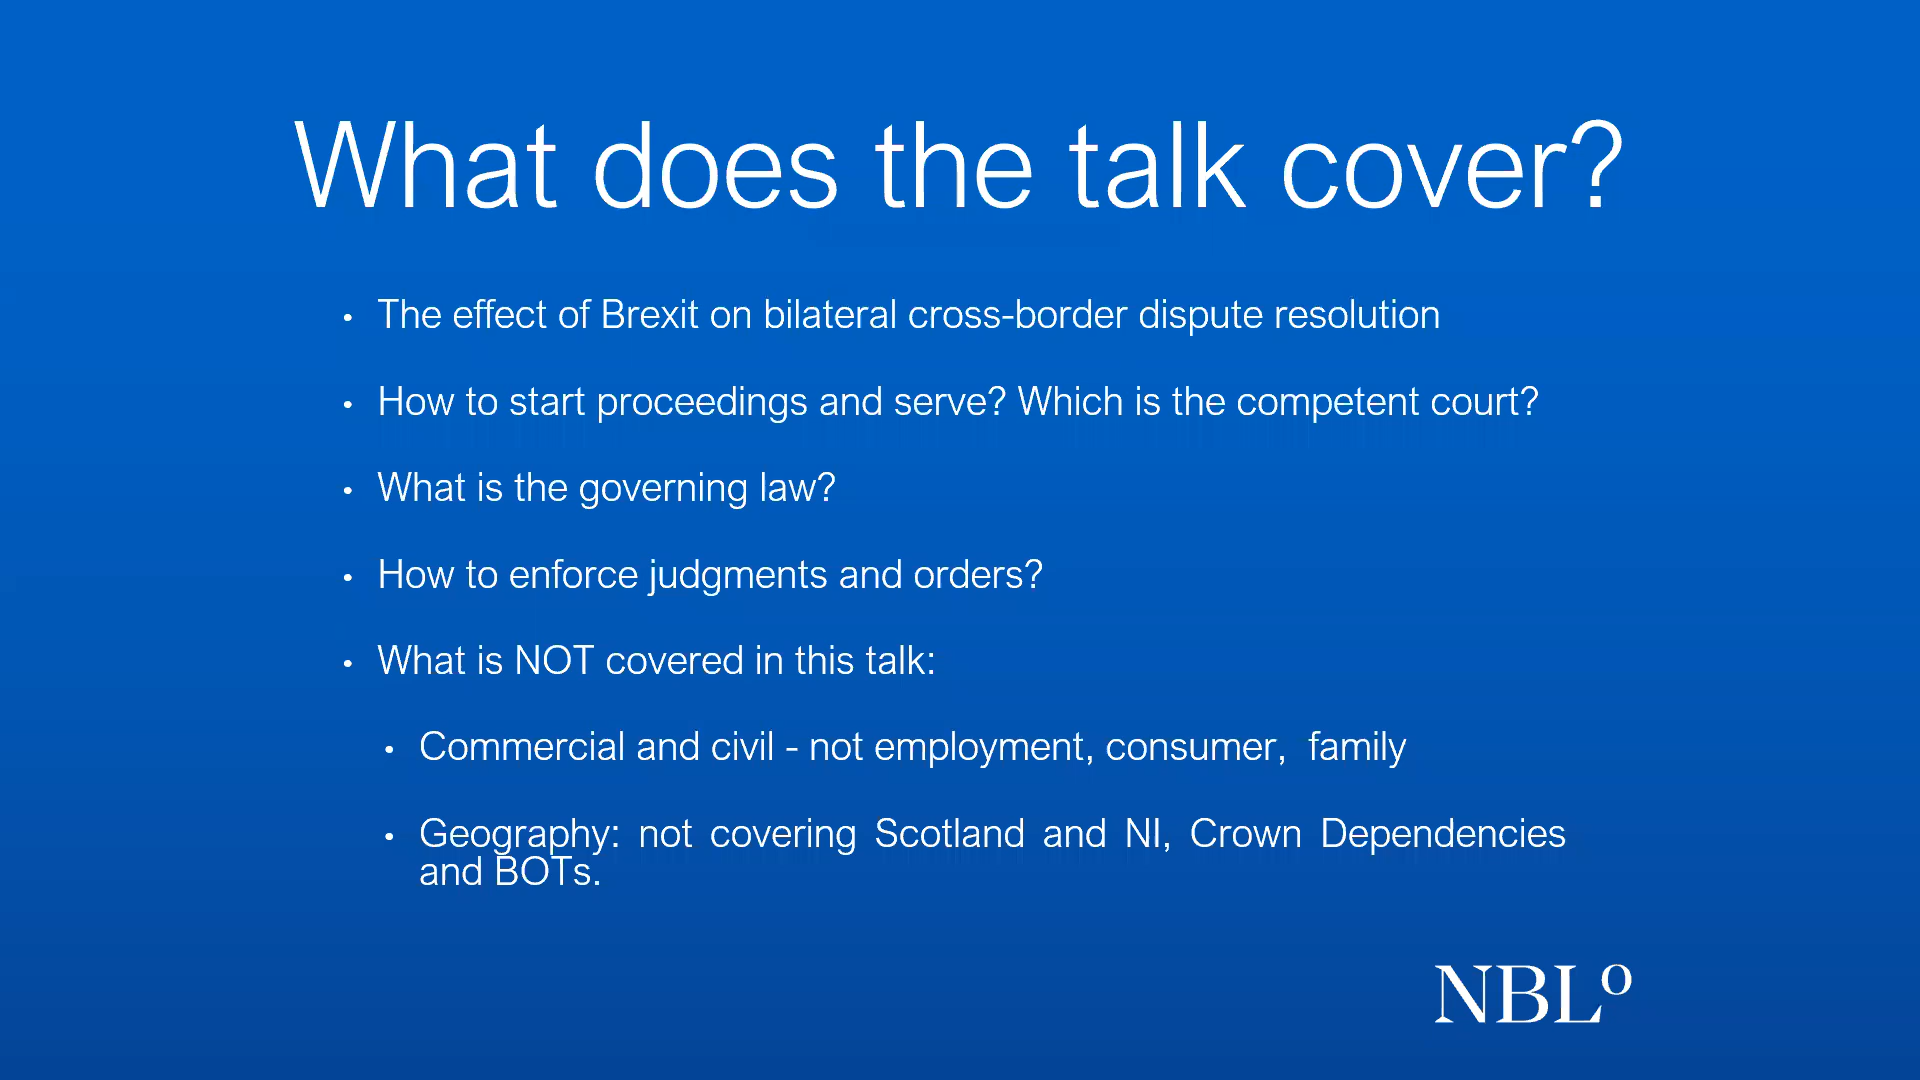 What does the talk cover?
• The effect of Brexit on bilateral cross-border dispute resolution
• How to start proceedings and serve? Which is the competent court?
• What is the governing law?
• How to enforce judgments and orders?
• What is NOT covered in this talk:
• Commercial and civil - not employment, consumer,  family
• Geography: not covering Scotland and NI, Crown Dependencies
and BOTs.
NBLº